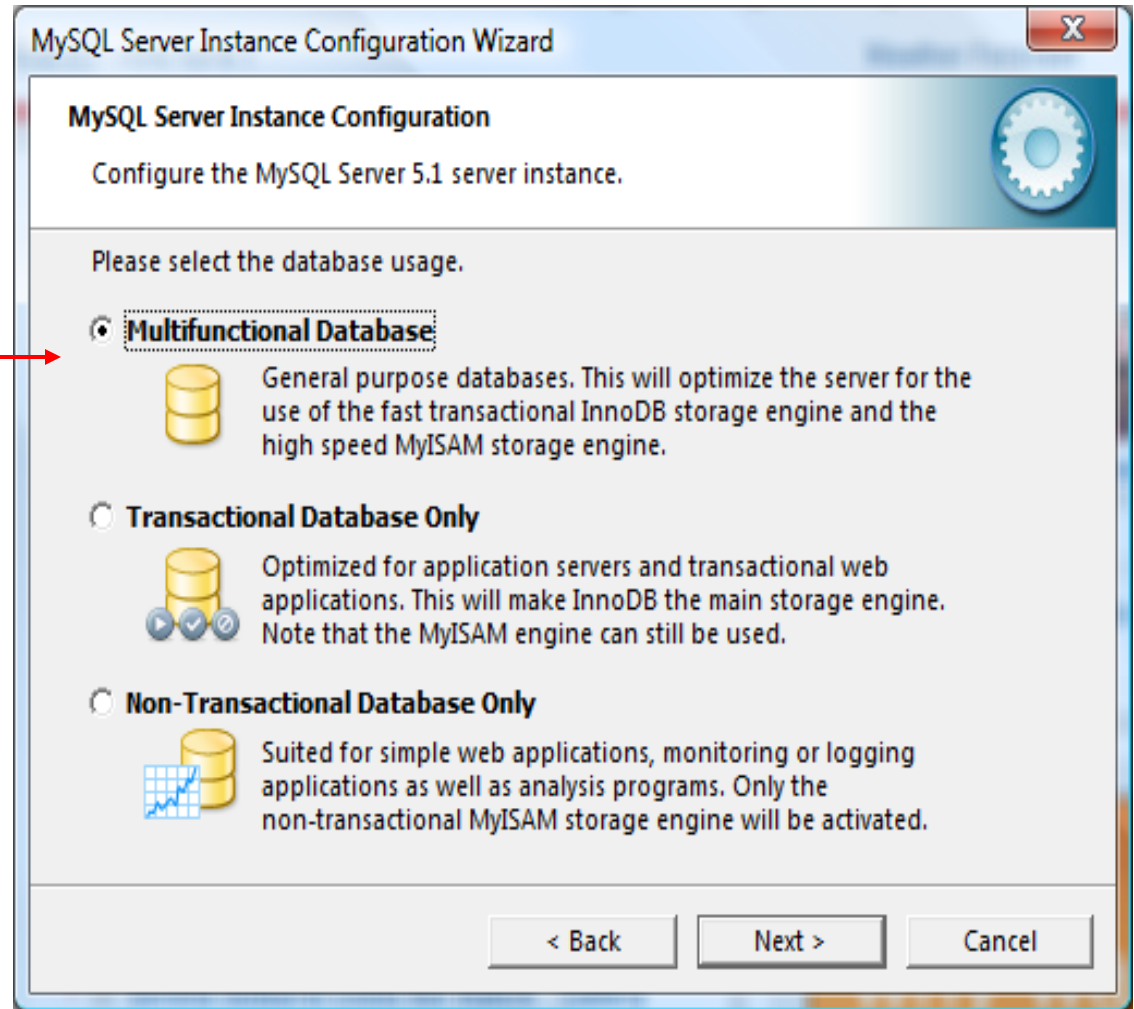 MySQL Server Instance Configuration Wizard
X
MySQL Server Instance Configuration
Configure the MySQL Server 5.1 server instance.
Please select the database usage.
Multifunctional Database
General purpose databases. This will optimize the server for the
use of the fast transactional InnoDB storage engine and the
high speed MyISAM storage engine.
Transactional Database Only
Optimized for application servers and transactional web
applications. This will make InnoDB the main storage engine.
Note that the MyISAM engine can still be used.
Non-Transactional Database Only
Suited for simple web applications, monitoring or logging
applications as well as analysis programs. Only the
non-transactional MyISAM storage engine will be activated.
< Back
Next >
Cancel